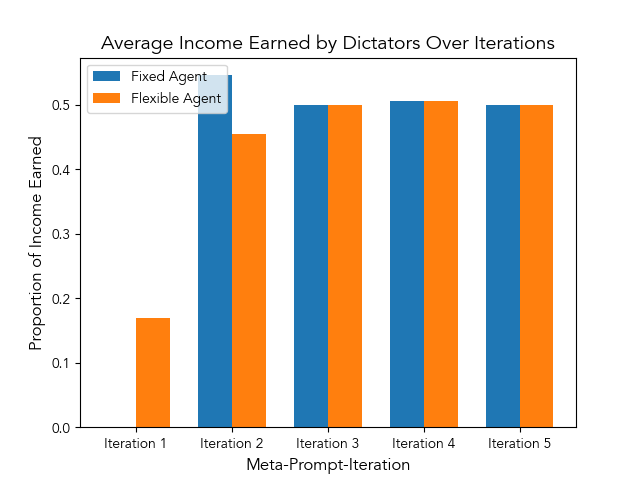 Average Income Earned by Dictators Over Iterations
Fixed Agent
Flexible Agent
Proportion of Income Earned
0.5
0.4
0.3
0.2
0.1
0.0
Iteration 1 Iteration 2 Iteration 3 Iteration 4 Iteration 5
Meta-Prompt-Iteration